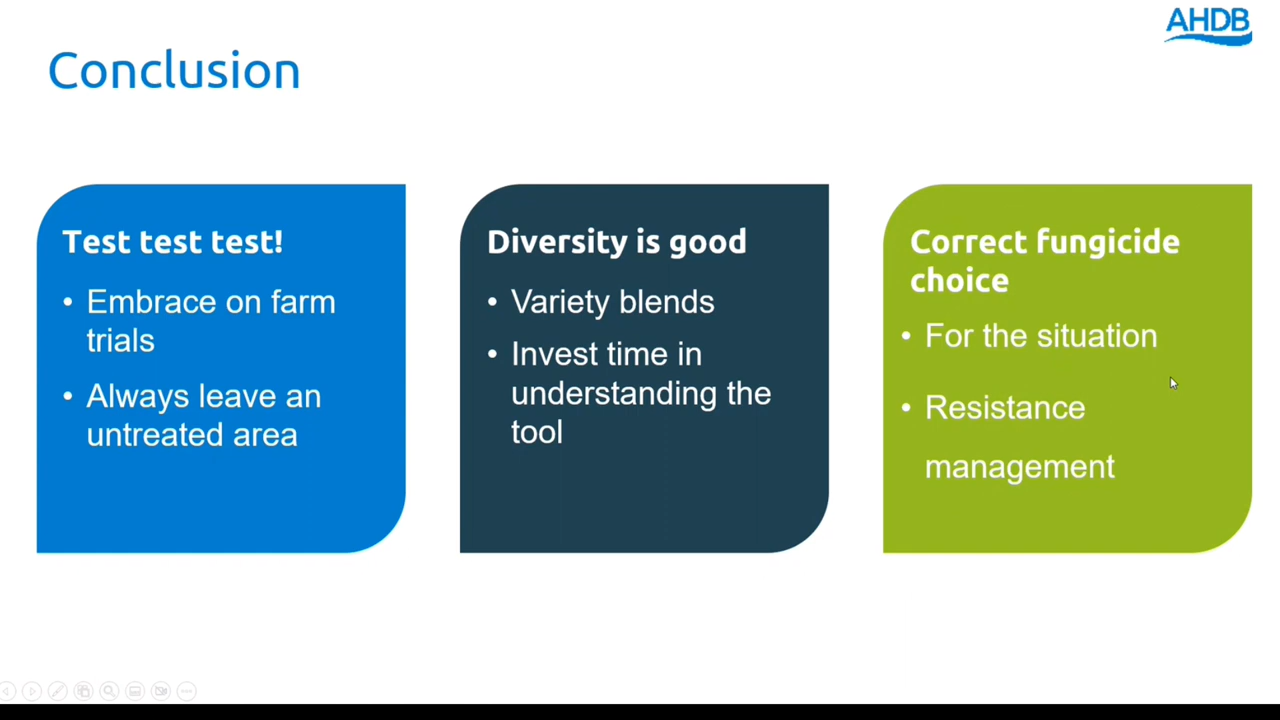 AHDB
Conclusion
Test test test!
• Embrace on farm
trials
• Always leave an
untreated area
Diversity is good
• Variety blends
• Invest time in
understanding the
tool
Correct fungicide
choice
• For the situation
• Resistance
management